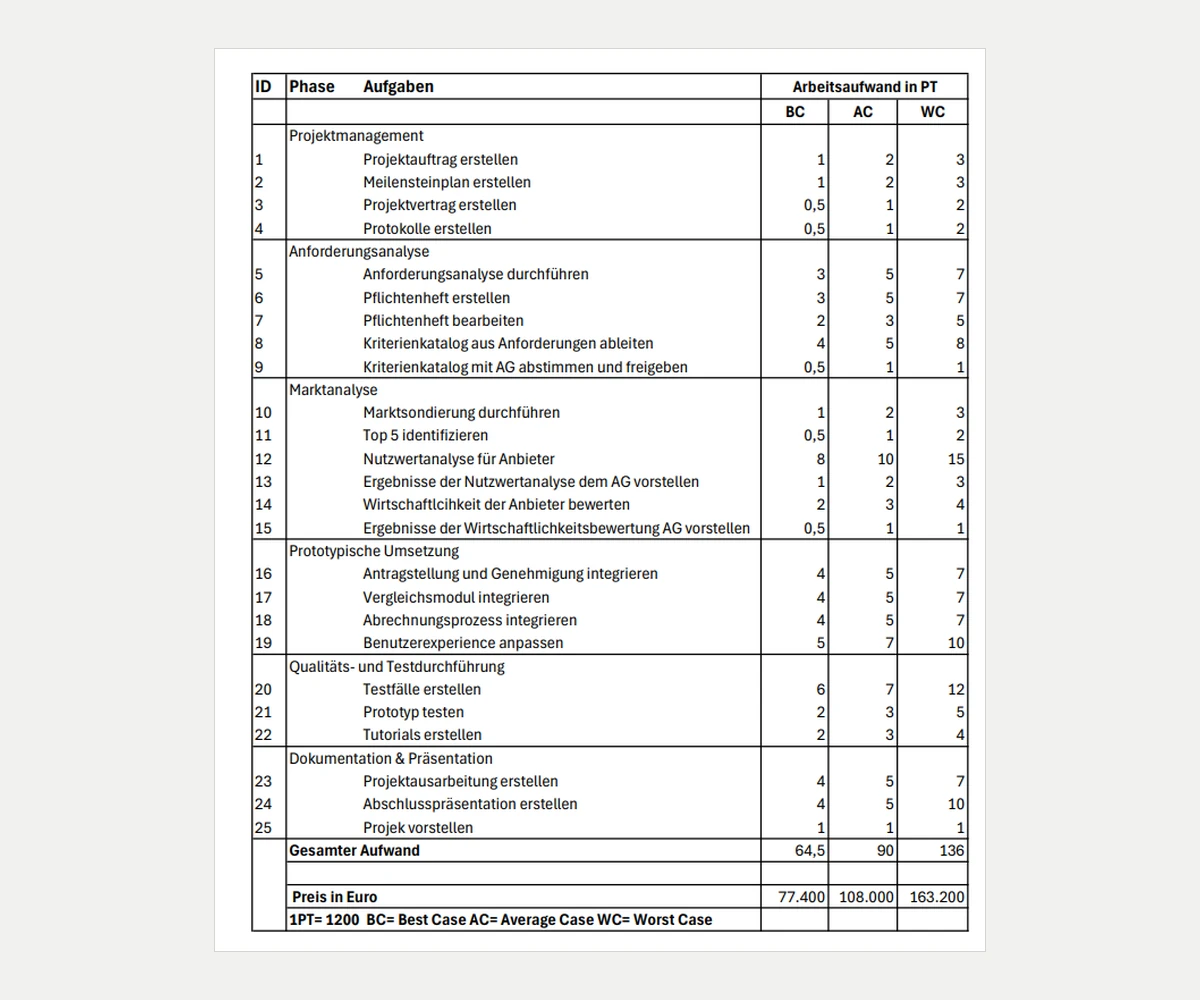 ID Phase Aufgaben Arbeitsaufwand in PT
BC AC WC
Projektmanagement
1 Projektauftrag erstellen 1 2 3
2 Meilensteinplan erstellen 1 2 3
3 Projektvertrag erstellen 0,5 1 2
4 Protokolle erstellen 0,5 1 2
Anforderungsanalyse
5 Anforderungsanalyse durchführen 3 5 7
6 Pflichtenheft erstellen 3 5 7
7 Pflichtenheft bearbeiten 2 3 5
8 Kriterienkatalog aus Anforderungen ableiten 4 5 8
9 Kriterienkatalog mit AG abstimmen und freigeben 0,5 1 1
Marktanalyse
10 Marktsondierung durchführen 1 2 3
11 Top 5 identifizieren 0,5 1 2
12 Nutzwertanalyse für Anbieter 8 10 15
13 Ergebnisse der Nutzwertanalyse dem AG vorstellen 1 2 3
14 Wirtschaftlcihkeit der Anbieter bewerten 2 3 4
15 Ergebnisse der Wirtschaftlichkeitsbewertung AG vorstellen 0,5 1 1
Prototypische Umsetzung
16 Antragstellung und Genehmigung integrieren 4 5 7
17 Vergleichsmodul integrieren 4 5 7
18 Abrechnungsprozess integrieren 4 5 7
19 Benutzerexperience anpassen 5 7 10
Qualitäts- und Testdurchführung
20 Testfälle erstellen 6 7 12
21 Prototyp testen 2 3 5
22 Tutorials erstellen 2 3 4
Dokumentation & Präsentation
23 Projektausarbeitung erstellen 4 5 7
24 Abschlusspräsentation erstellen 4 5 10
25 Projek vorstellen 1 1 1
Gesamter Aufwand 64,5 90 136
Preis in Euro 77.400 108.000 163.200
1PT= 1200 BC= Best Case AC= Average Case WC= Worst Case